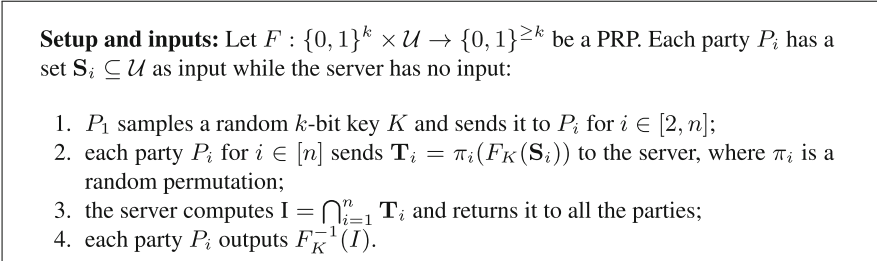 Setup and inputs: Let F : {0, 1}^k × 𝒰 → {0, 1}^{≥k} be a PRP. Each party P_i has a
set S_i ⊆ 𝒰 as input while the server has no input:
1. P_1 samples a random k-bit key K and sends it to P_i for i ∈ [2, n];
2. each party P_i for i ∈ [n] sends T_i = π_i(F_K(S_i)) to the server, where π_i is a
random permutation;
3. the server computes I = ⋂_{i=1}^n T_i and returns it to all the parties;
4. each party P_i outputs F_K^{-1}(I).